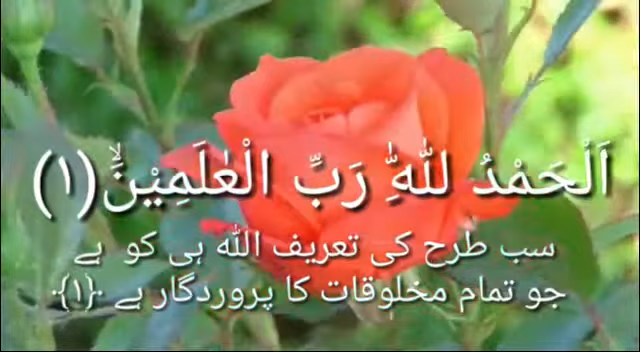 اَلْحَمْدُ لِلّٰهِ رَبِّ الْعٰلَمِیْنَۙ(۱)
سب طرح کی تعریف اللہ ہی کو ہے
جو تمام مخلوقات کا پروردگار ہے ﴿۱﴾